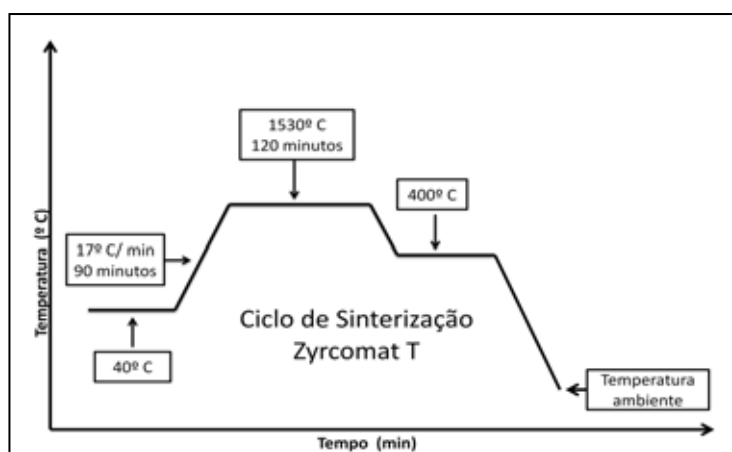 1530º C
120 minutos
400º C
17º C/ min
90 minutos
Temperatura (º C)
Ciclo de Sinterização
Zyrcomat T
40º C
Temperatura
ambiente
Tempo (min)